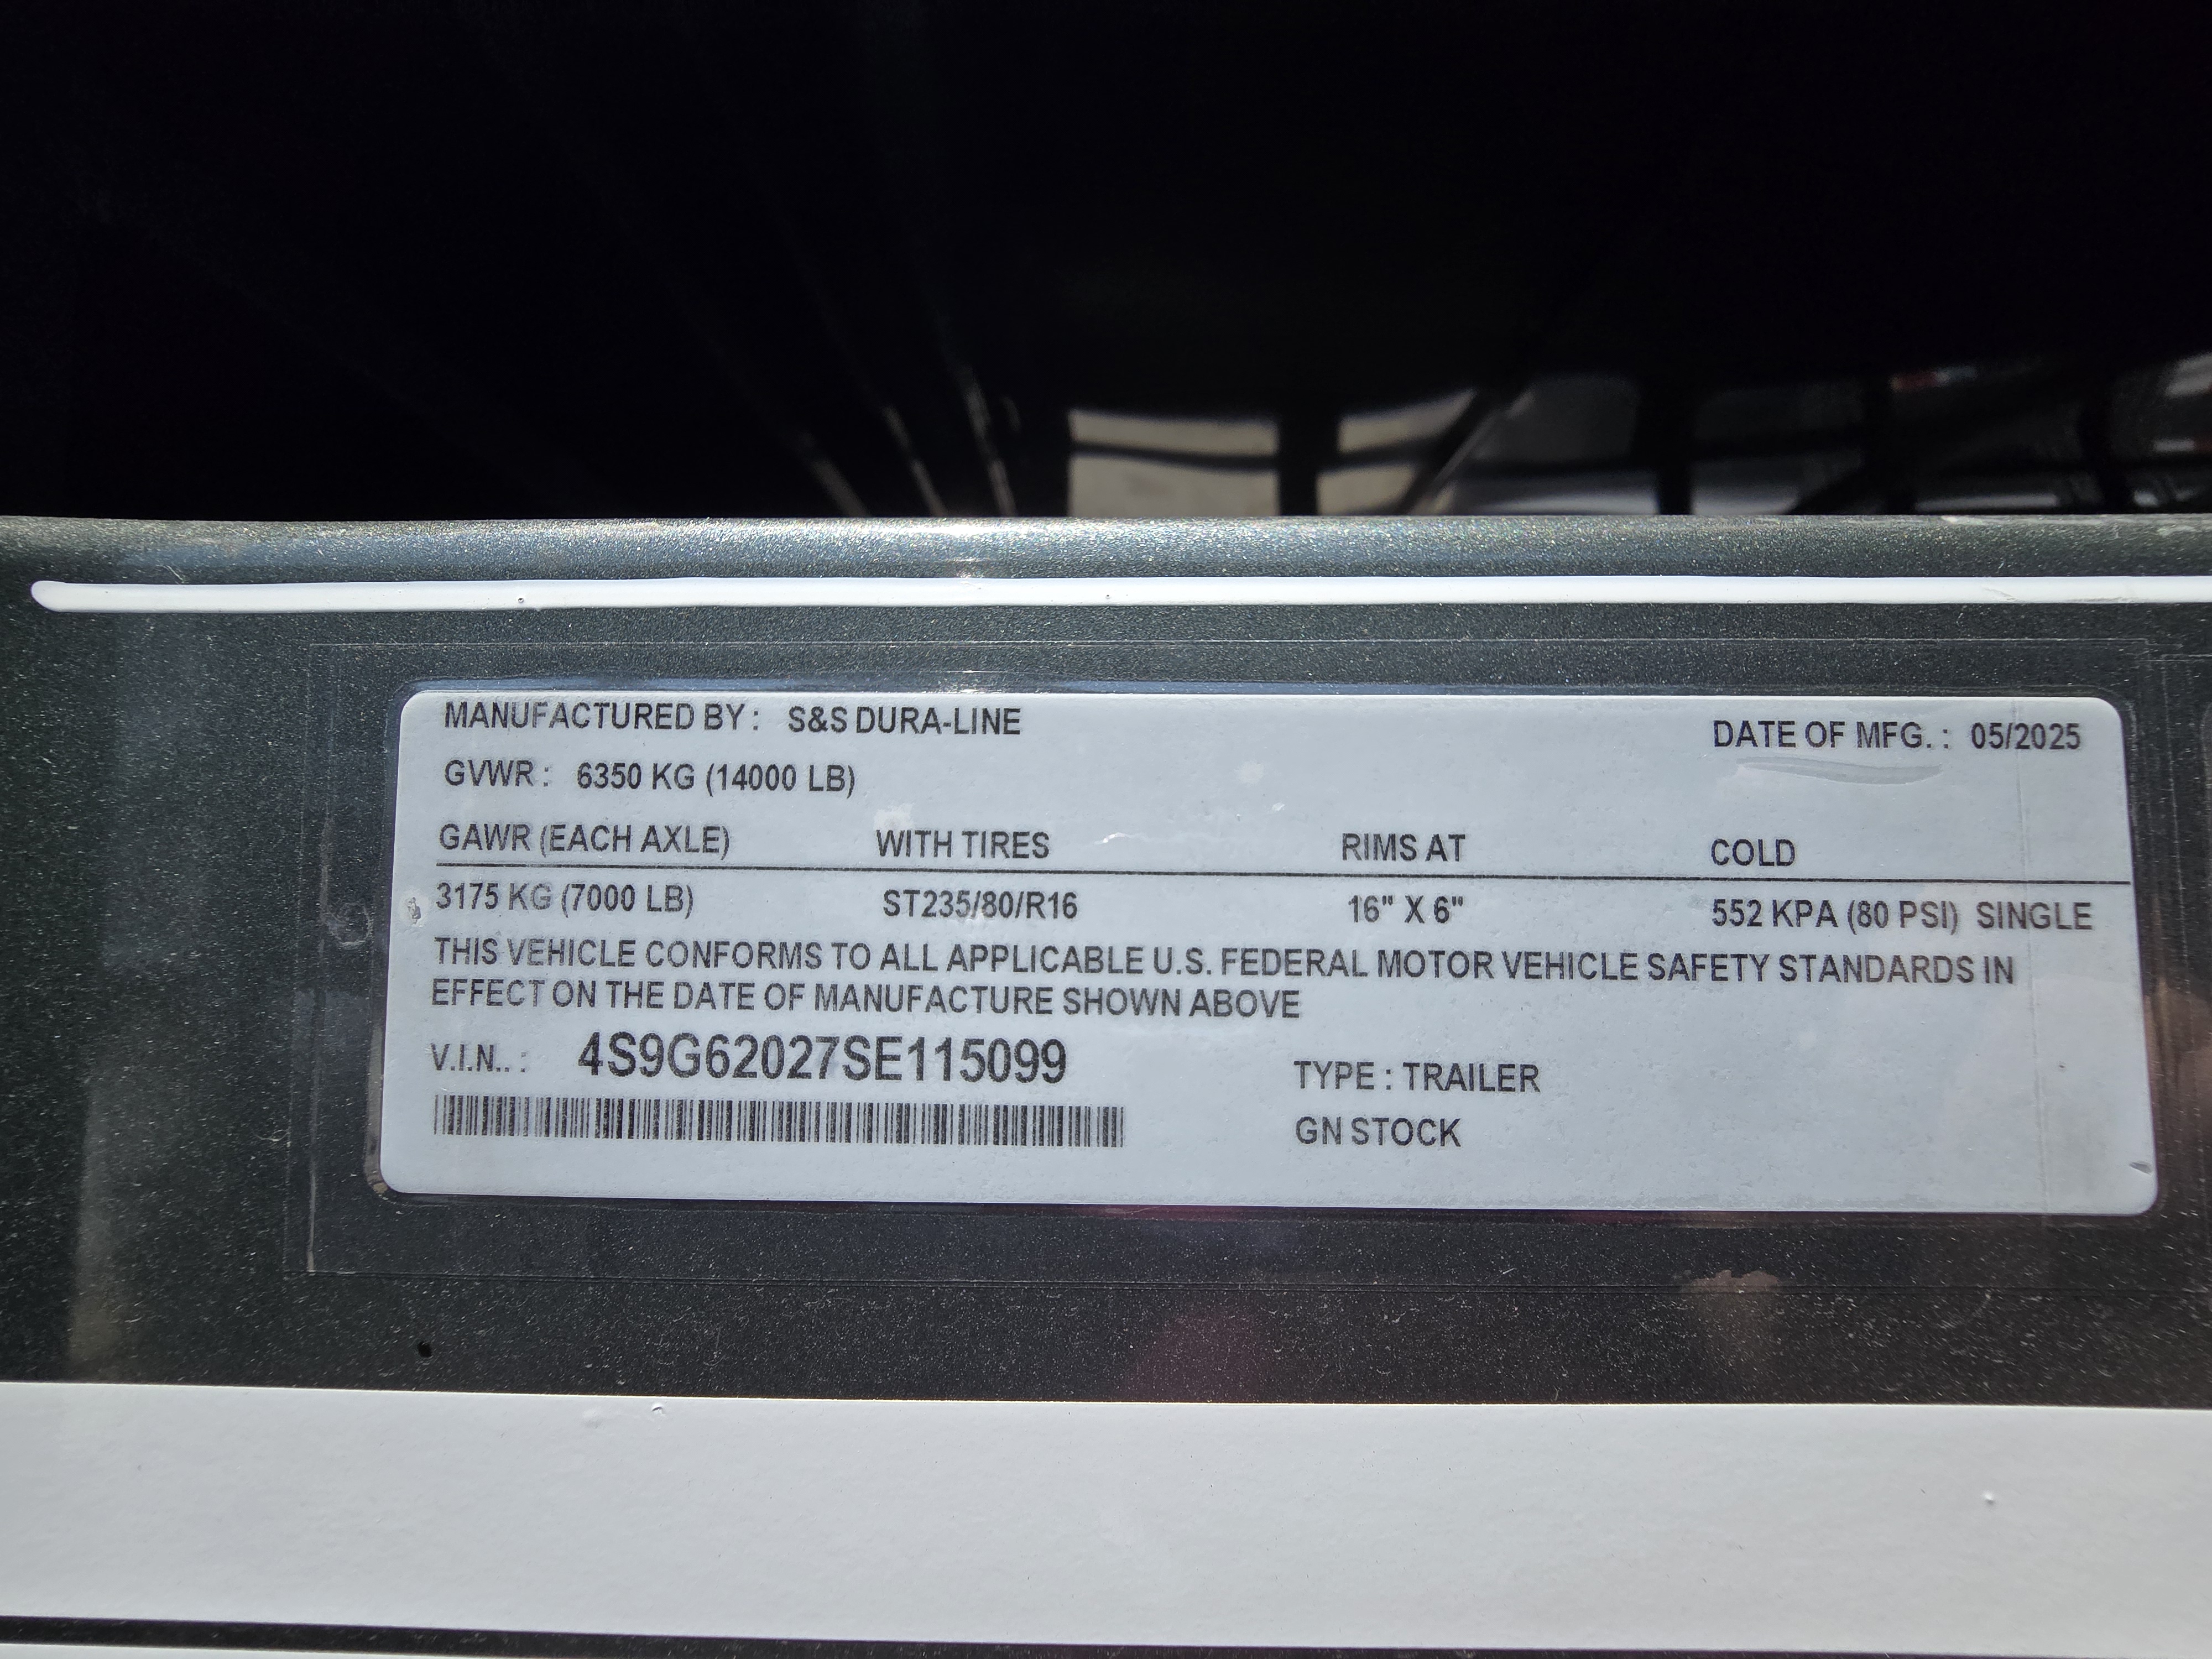 MANUFACTURED BY : S&S DURA-LINE DATE OF MFG. : 05/2025
GVWR : 6350 KG (14000 LB)
GAWR (EACH AXLE) WITH TIRES RIMS AT COLD
3175 KG (7000 LB) ST235/80/R16 16" X 6" 552 KPA (80 PSI) SINGLE
THIS VEHICLE CONFORMS TO ALL APPLICABLE U.S. FEDERAL MOTOR VEHICLE SAFETY STANDARDS IN
EFFECT ON THE DATE OF MANUFACTURE SHOWN ABOVE
V.I.N.. : 4S9G62027SE115099 TYPE : TRAILER
GN STOCK